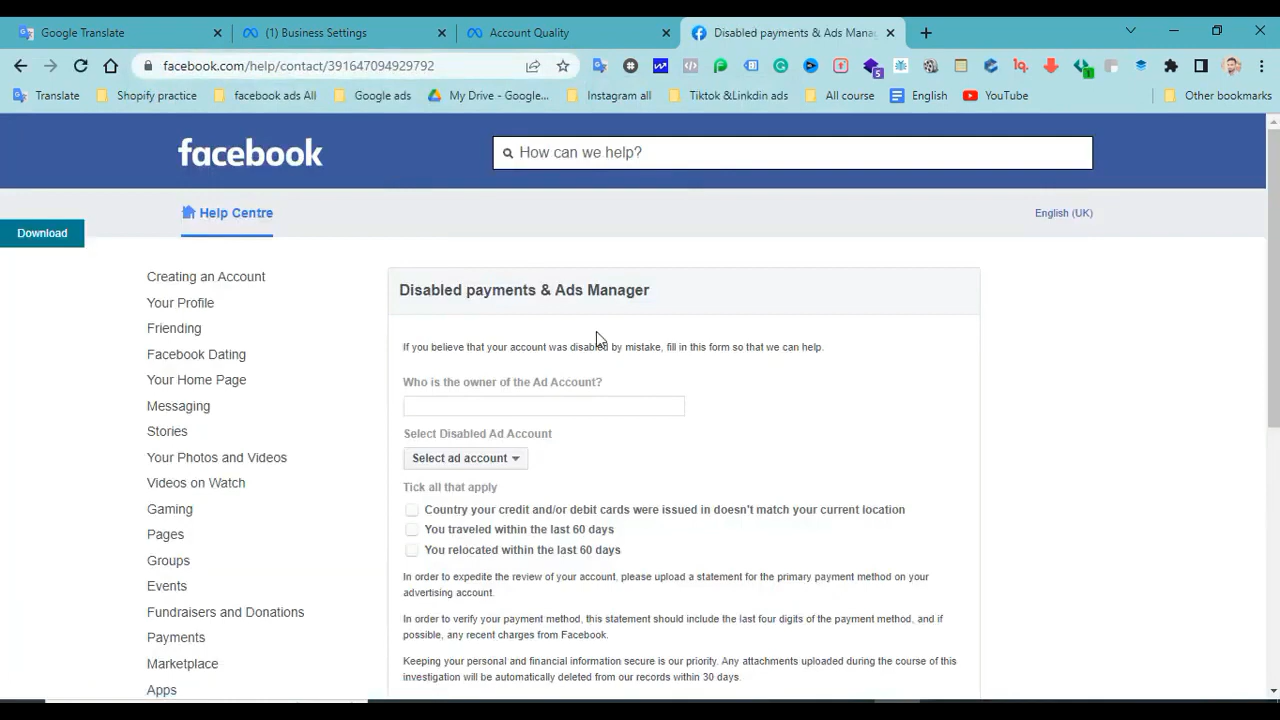 Google Translate
(1) Business Settings
Account Quality
Disabled payments & Ads Mana
facebook.com/help/contact/391647094929792
5
1
Translate
Shopify practice
facebook ads All
Google ads
My Drive - Google...
Instagram all
Tiktok &Linkdin ads
All course
English
YouTube
Other bookmarks
facebook
How can we help?
Help Centre
English (UK)
Download
Creating an Account
Your Profile
Friending
Facebook Dating
Your Home Page
Messaging
Stories
Your Photos and Videos
Videos on Watch
Gaming
Pages
Groups
Events
Fundraisers and Donations
Payments
Marketplace
Apps
Disabled payments & Ads Manager
If you believe that your account was disabled by mistake, fill in this form so that we can help.
Who is the owner of the Ad Account?
Select Disabled Ad Account
Select ad account
Tick all that apply
Country your credit and/or debit cards were issued in doesn't match your current location
You traveled within the last 60 days
You relocated within the last 60 days
In order to expedite the review of your account, please upload a statement for the primary payment method on your
advertising account.
In order to verify your payment method, this statement should include the last four digits of the payment method, and if
possible, any recent charges from Facebook.
Keeping your personal and financial information secure is our priority. Any attachments uploaded during the course of this
investigation will be automatically deleted from our records within 30 days.